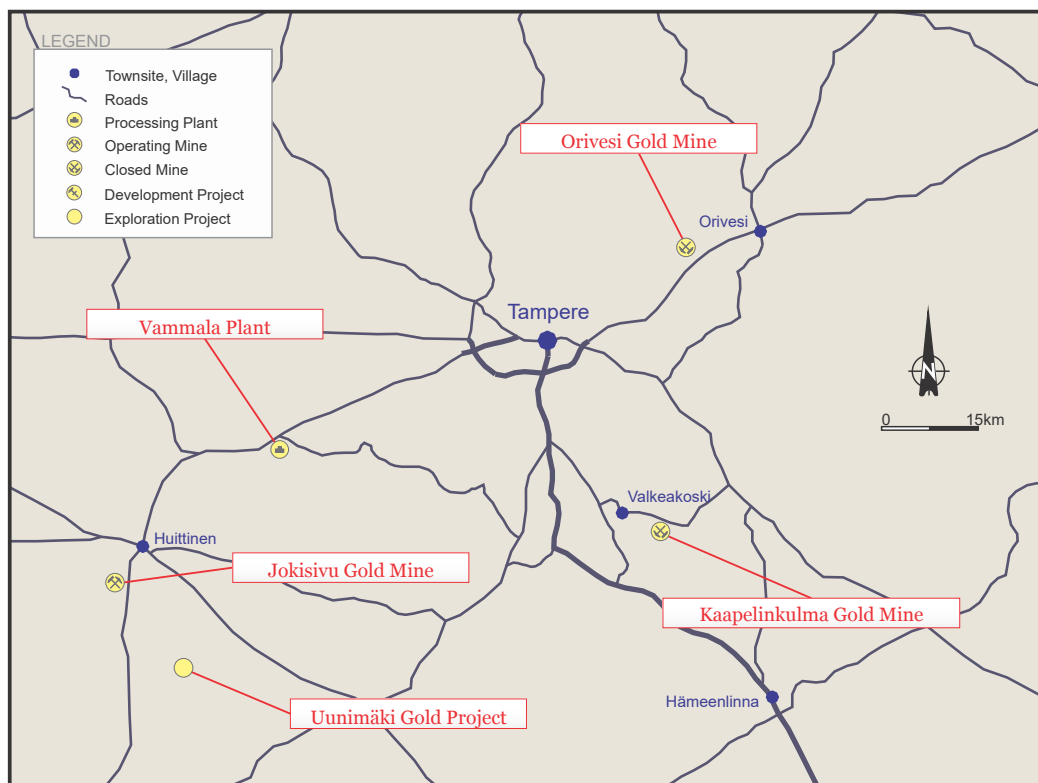 LEGEND
Townsite, Village
Roads
Processing Plant
Operating Mine
Closed Mine
Development Project
Exploration Project
Orivesi Gold Mine
Orivesi
Tampere
Vammala Plant
N
0 15km
Valkeakoski
Huittinen
Jokisivu Gold Mine
Kaapelinkulma Gold Mine
Hämeenlinna
Uunimäki Gold Project